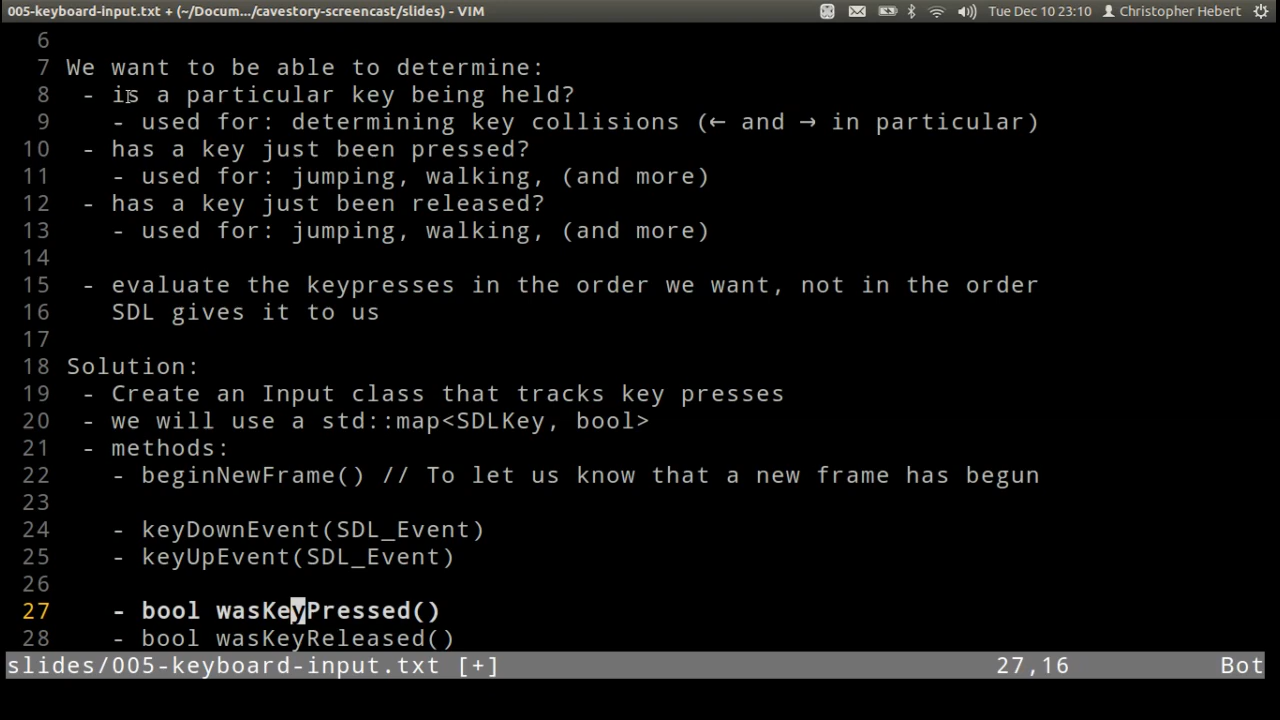 005-keyboard-input.txt + (~/Docum.../cavestory-screencast/slides) - VIM Tue Dec 10 23:10 Christopher Hebert
6
7 We want to be able to determine:
8 - is a particular key being held?
9 - used for: determining key collisions (← and → in particular)
10 - has a key just been pressed?
11 - used for: jumping, walking, (and more)
12 - has a key just been released?
13 - used for: jumping, walking, (and more)
14
15 - evaluate the keypresses in the order we want, not in the order
16 SDL gives it to us
17
18 Solution:
19 - Create an Input class that tracks key presses
20 - we will use a std::map<SDLKey, bool>
21 - methods:
22 - beginNewFrame() // To let us know that a new frame has begun
23
24 - keyDownEvent(SDL_Event)
25 - keyUpEvent(SDL_Event)
26
27 - bool wasKeyPressed()
28 - bool wasKeyReleased()
slides/005-keyboard-input.txt [+] 27,16 Bot